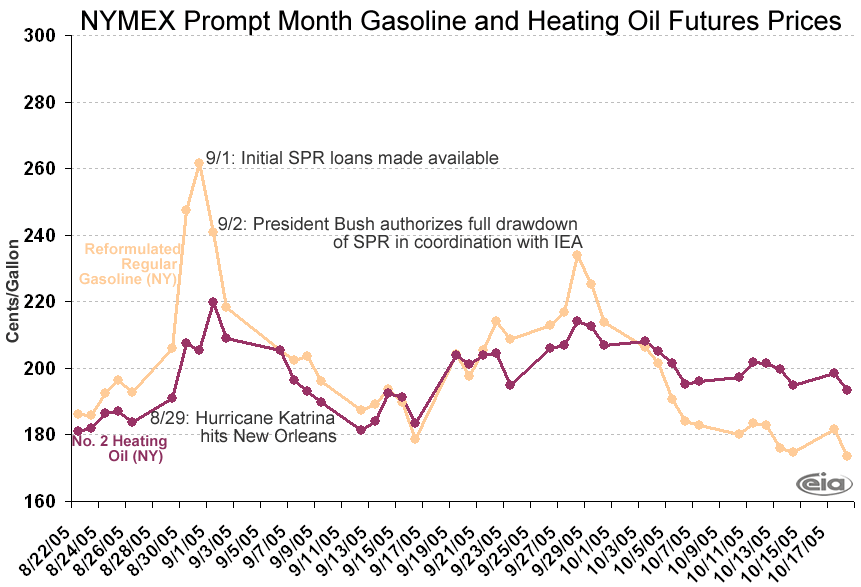 NYMEX Prompt Month Gasoline and Heating Oil Futures Prices
300
280
260
240
220
200
180
160
Cents/Gallon
9/1: Initial SPR loans made available
9/2: President Bush authorizes full drawdown
of SPR in coordination with IEA
Reformulated
Regular
Gasoline (NY)
8/29: Hurricane Katrina
hits New Orleans
No. 2 Heating
Oil (NY)
eia
8/22/05
8/24/05
8/26/05
8/28/05
8/30/05
9/1/05
9/3/05
9/5/05
9/7/05
9/9/05
9/11/05
9/13/05
9/15/05
9/17/05
9/19/05
9/21/05
9/23/05
9/25/05
9/27/05
9/29/05
10/1/05
10/3/05
10/5/05
10/7/05
10/9/05
10/11/05
10/13/05
10/15/05
10/17/05